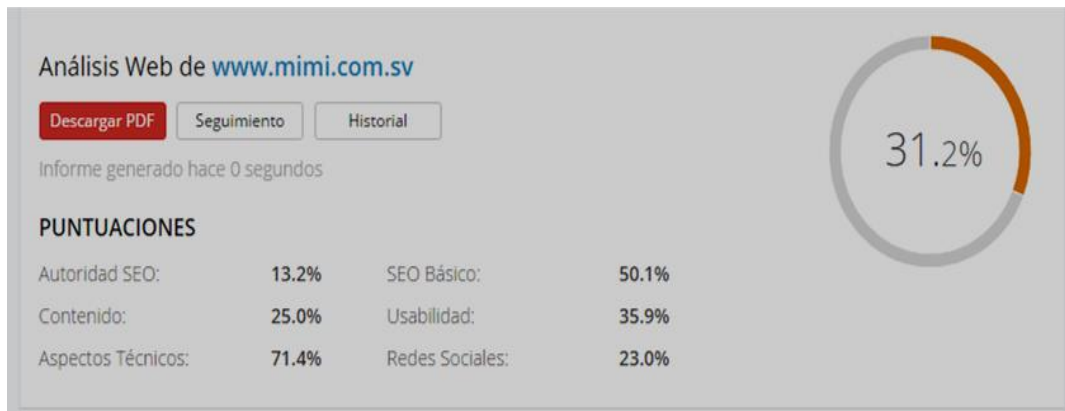 Análisis Web de www.mimi.com.sv
Descargar PDF Seguimiento Historial
Informe generado hace 0 segundos
31.2%
PUNTUACIONES
Autoridad SEO: 13.2% SEO Básico: 50.1%
Contenido: 25.0% Usabilidad: 35.9%
Aspectos Técnicos: 71.4% Redes Sociales: 23.0%